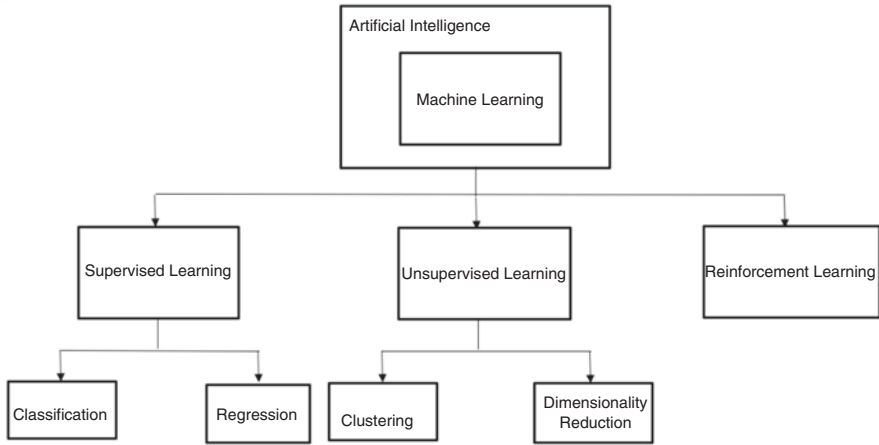 Artificial Intelligence
Machine Learning
Supervised Learning
Unsupervised Learning
Reinforcement Learning
Classification
Regression
Clustering
Dimensionality
Reduction